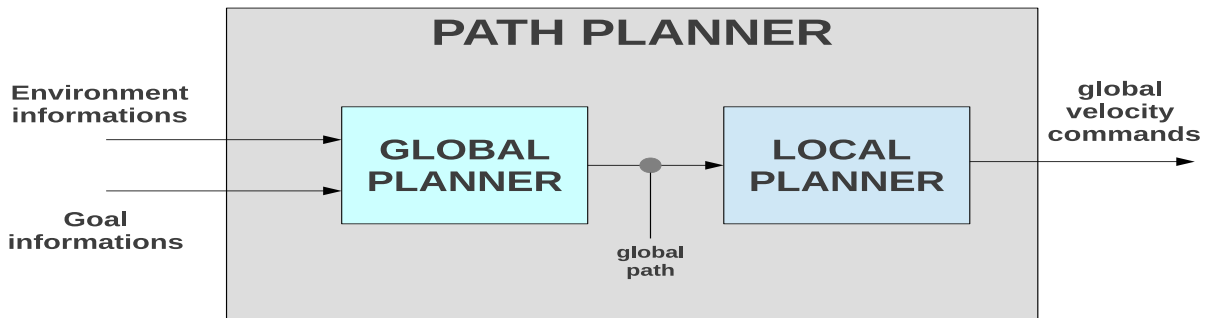 PATH PLANNER
Environment
informations
GLOBAL
PLANNER
LOCAL
PLANNER
global
velocity
commands
Goal
informations
global
path